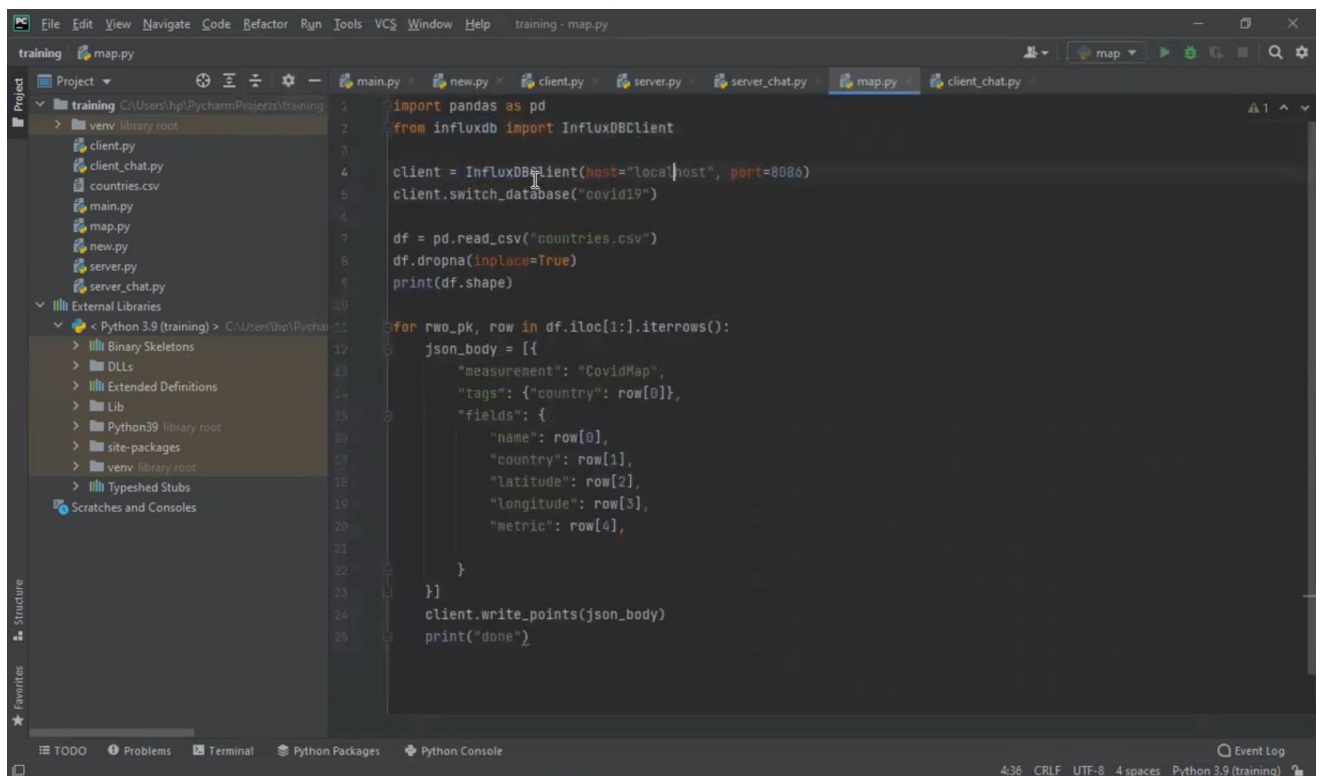 PC File Edit View Navigate Code Refactor Run Tools VCS Window Help training - map.py
training map.py map
Project main.py new.py client.py server.py server_chat.py map.py client_chat.py
Project
training C:\Users\hp\PycharmProjects\training
venv library root
client.py
client_chat.py
countries.csv
main.py
map.py
new.py
server.py
server_chat.py
External Libraries
< Python 3.9 (training) > C:\Users\hp\Pychar
Binary Skeletons
DLLs
Extended Definitions
Lib
Python39 library root
site-packages
venv library root
Typeshed Stubs
Scratches and Consoles
1 import pandas as pd
1
2 from influxdb import InfluxDBClient
3
4 client = InfluxDBClient(host="localhost", port=8086)
5 client.switch_database("covid19")
6
7 df = pd.read_csv("countries.csv")
8 df.dropna(inplace=True)
9 print(df.shape)
10
11 for rwo_pk, row in df.iloc[1:].iterrows():
12 json_body = [{
13 "measurement": "CovidMap",
14 "tags": {"country": row[0]},
15 "fields": {
16 "name": row[0],
17 "country": row[1],
18 "latitude": row[2],
19 "longitude": row[3],
20 "metric": row[4],
21
22 }
23 }]
24 client.write_points(json_body)
25 print("done")
Structure
Favorites
TODO Problems Terminal Python Packages Python Console Event Log
4:36 CRLF UTF-8 4 spaces Python 3.9 (training)